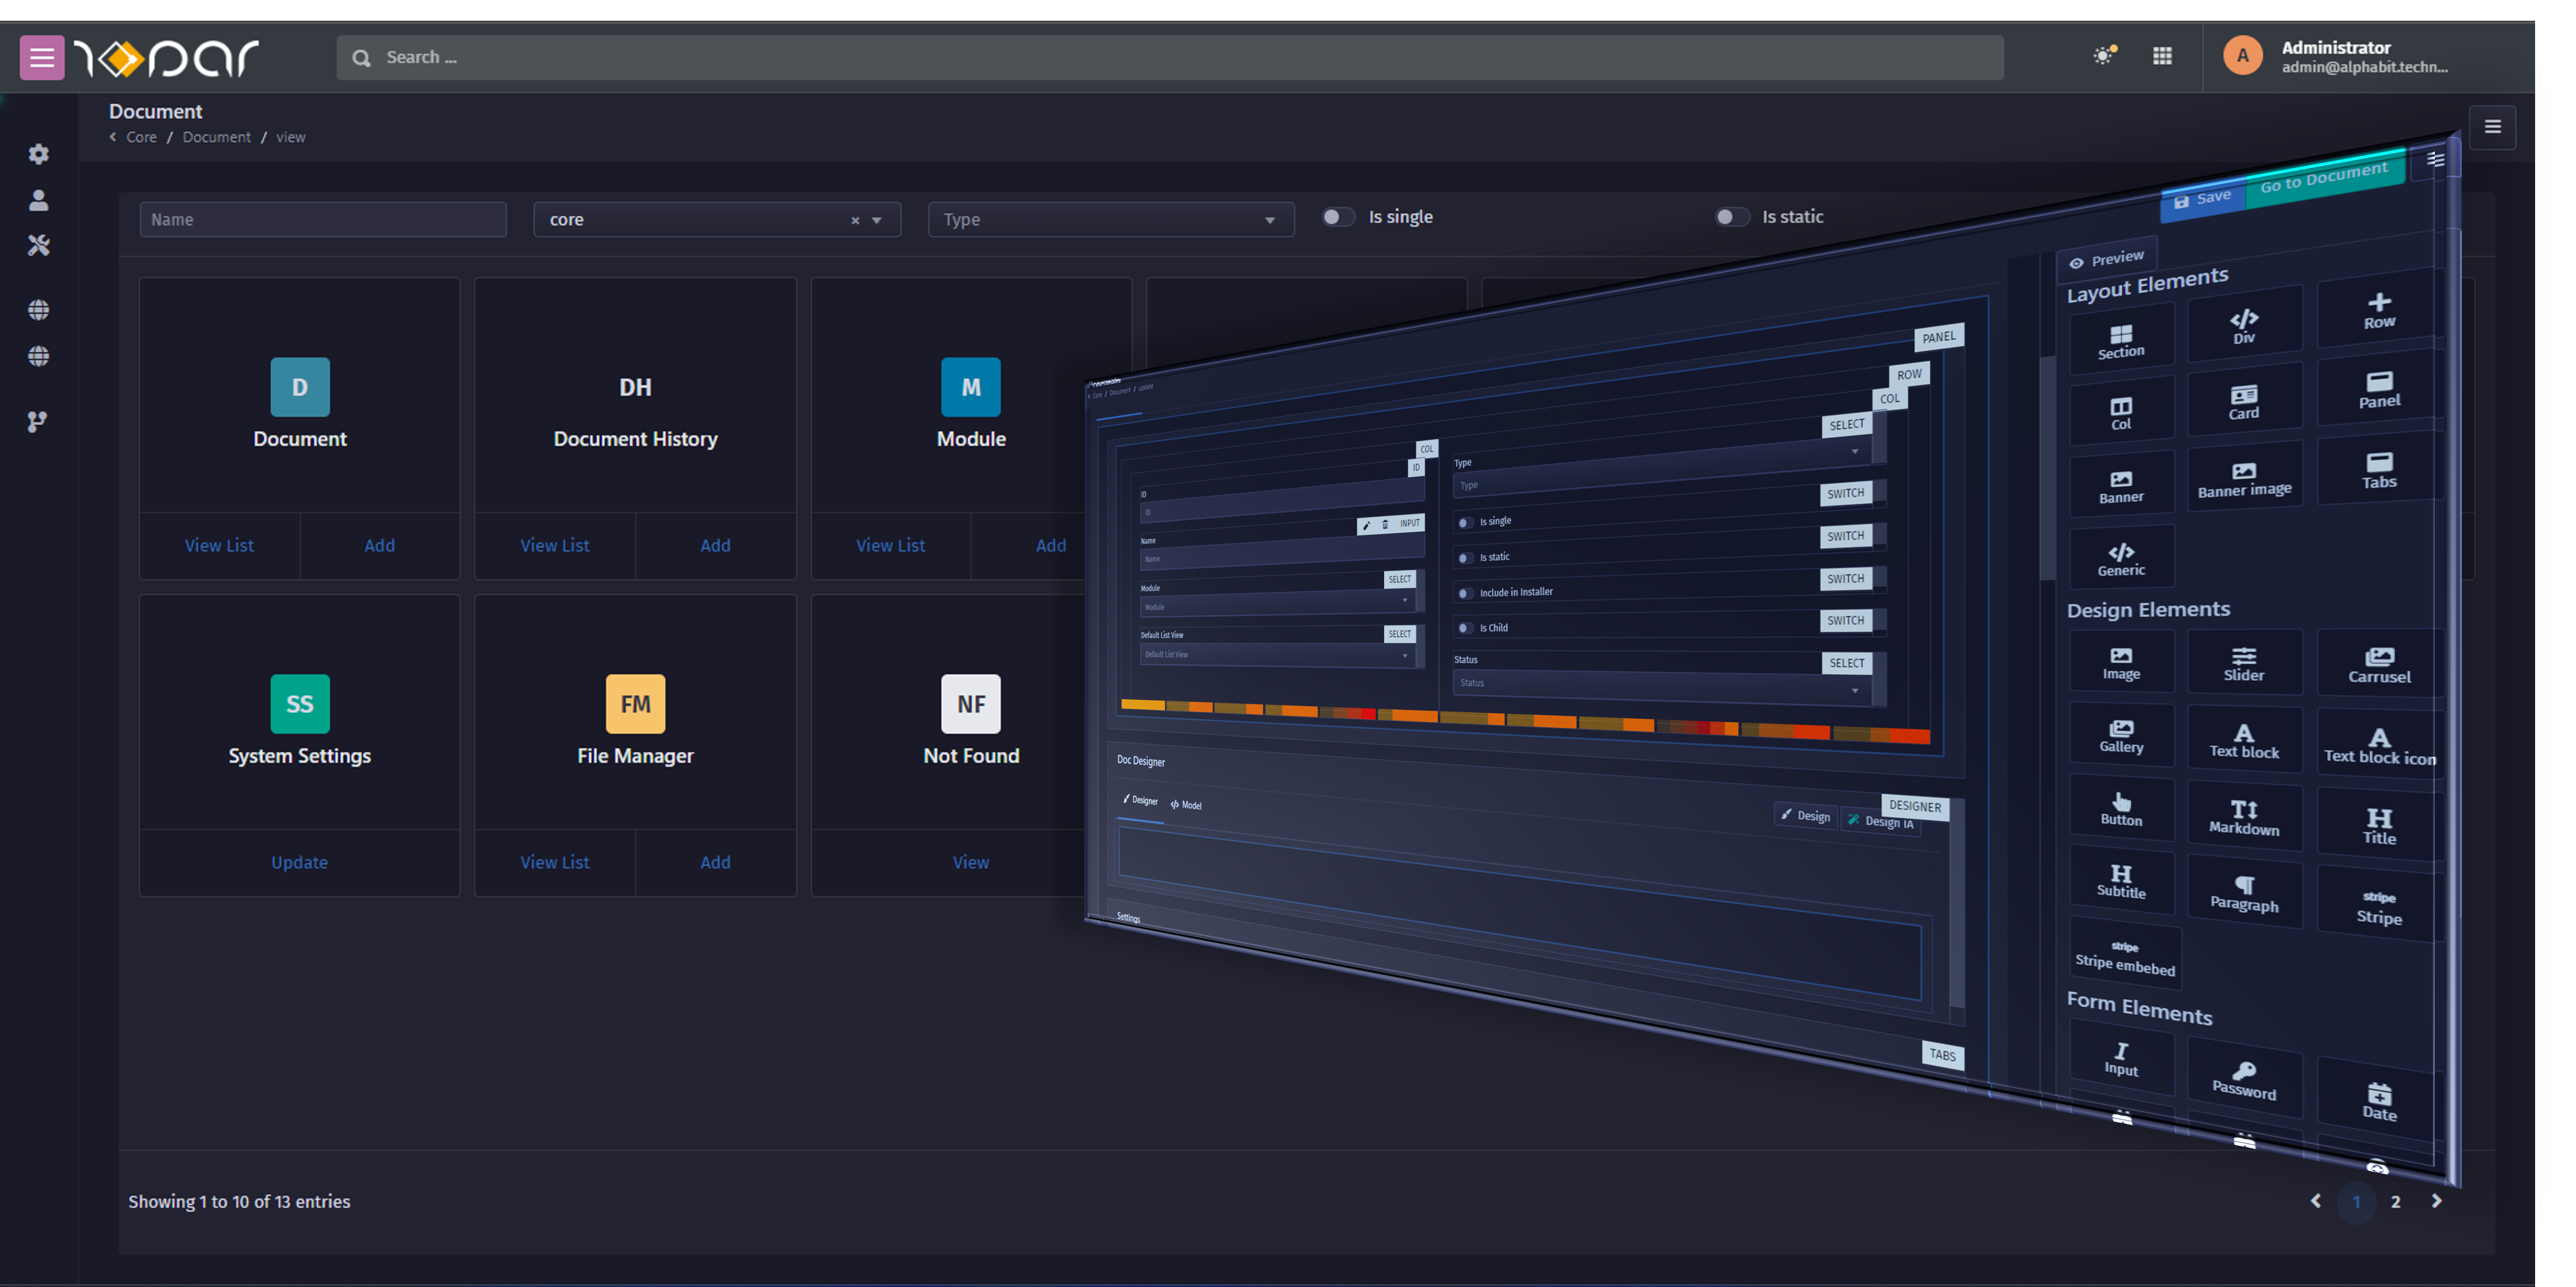 Search ...
Administrator
admin@alphabit.techn...
Document
Core / Document / view
Name
core
Type
Is single
Is static
D
Document
View List
Add
DH
Document History
View List
Add
M
Module
View List
Add
SS
System Settings
Update
FM
File Manager
View List
Add
NF
Not Found
View
Showing 1 to 10 of 13 entries
1
2
Save
Go to Document
Core / Document / update
PANEL
ROW
COL
COL
ID
ID
ID
INPUT
Name
Name
SELECT
Module
Module
SELECT
Default List View
Default List View
SELECT
Type
Type
SWITCH
Is single
SWITCH
Is static
SWITCH
Include in Installer
SWITCH
Is Child
SELECT
Status
Status
Doc Designer
DESIGNER
Designer
Model
Design
Design IA
Settings
TABS
Preview
Layout Elements
Section
Div
Row
Col
Card
Panel
Banner
Banner image
Tabs
Generic
Design Elements
Image
Slider
Carrusel
Gallery
Text block
Text block icon
Button
Markdown
Title
Subtitle
Paragraph
stripe
Stripe
stripe
Stripe embebed
Form Elements
Input
Password
Date